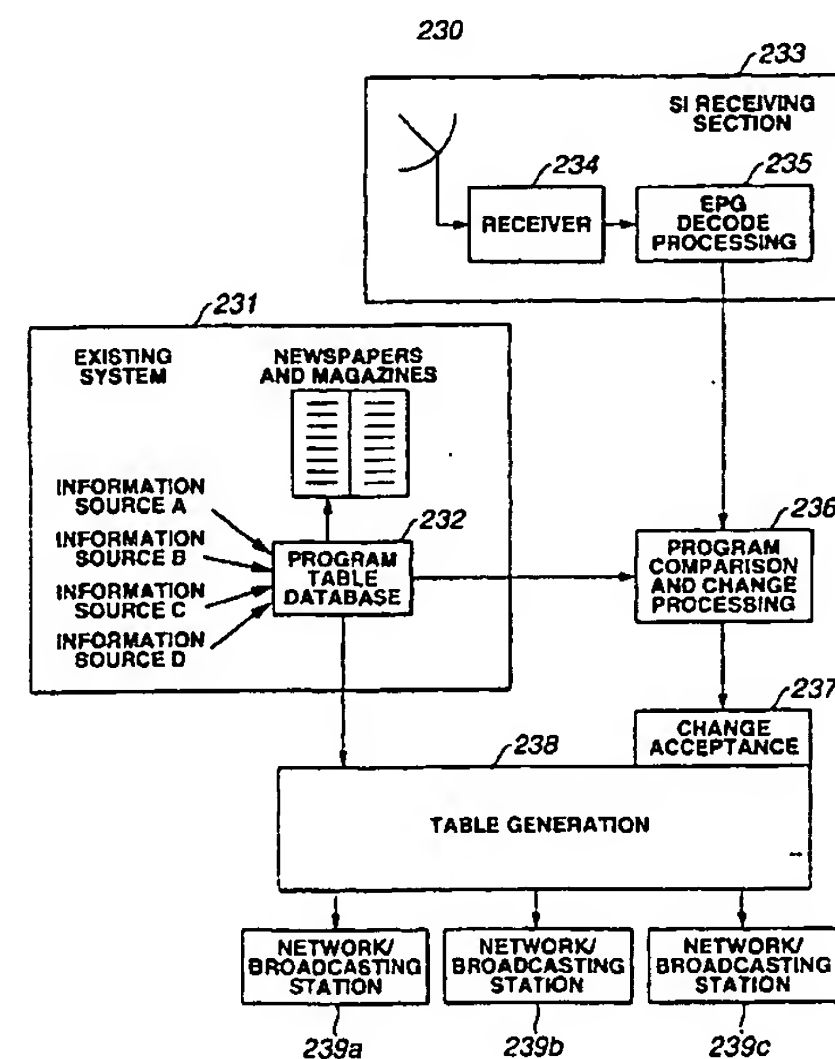 230
233
SI RECEIVING
SECTION
234
235
RECEIVER
EPG
DECODE
PROCESSING
231
EXISTING
SYSTEM
NEWSPAPERS
AND MAGAZINES
INFORMATION
SOURCE A
INFORMATION
SOURCE B
INFORMATION
SOURCE C
INFORMATION
SOURCE D
232
PROGRAM
TABLE
DATABASE
236
PROGRAM
COMPARISON
AND CHANGE
PROCESSING
237
CHANGE
ACCEPTANCE
238
TABLE GENERATION
NETWORK/
BROADCASTING
STATION
NETWORK/
BROADCASTING
STATION
NETWORK/
BROADCASTING
STATION
239a
239b
239c